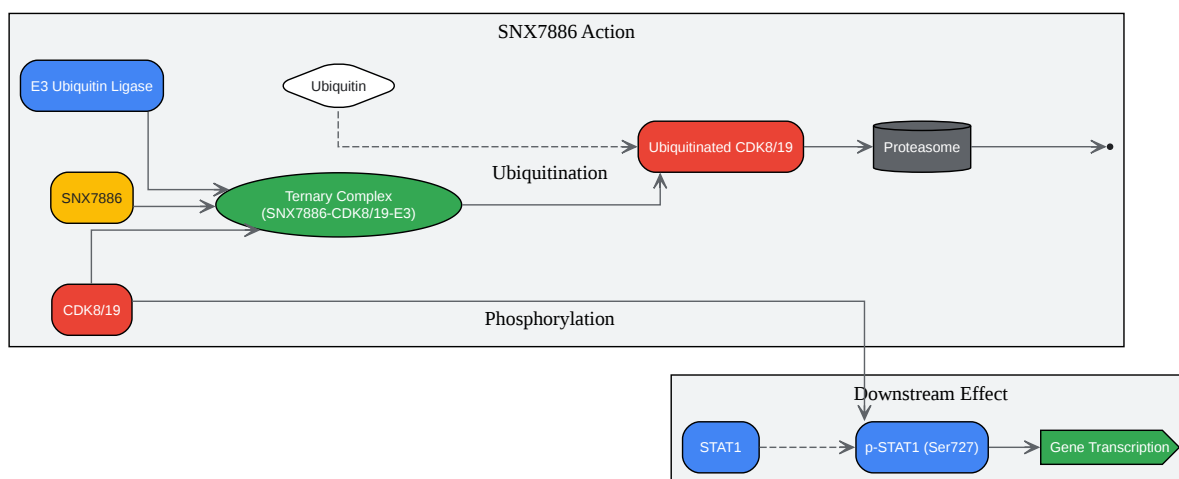 SNX7886 Action
E3 Ubiquitin Ligase
Ubiquitin
Ubiquitinated CDK8/19
Proteasome
Ubiquitination
SNX7886
Ternary Complex
(SNX7886-CDK8/19-E3)
CDK8/19
Phosphorylation
Downstream Effect
STAT1
p-STAT1 (Ser727)
Gene Transcription